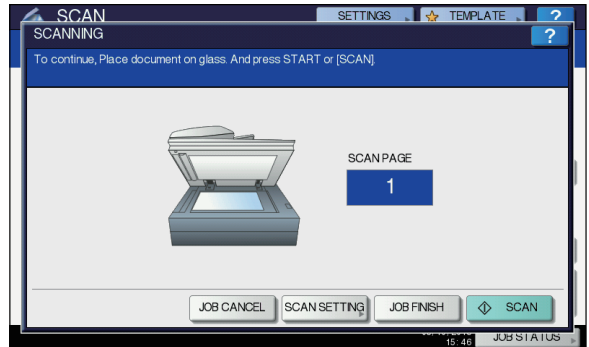 SCAN
SETTINGS
TEMPLATE
?
SCANNING
?
To continue, Place document on glass. And press START or [SCAN].
SCAN PAGE
1
JOB CANCEL
SCAN SETTING
JOB FINISH
SCAN
15:46
JOB STATUS